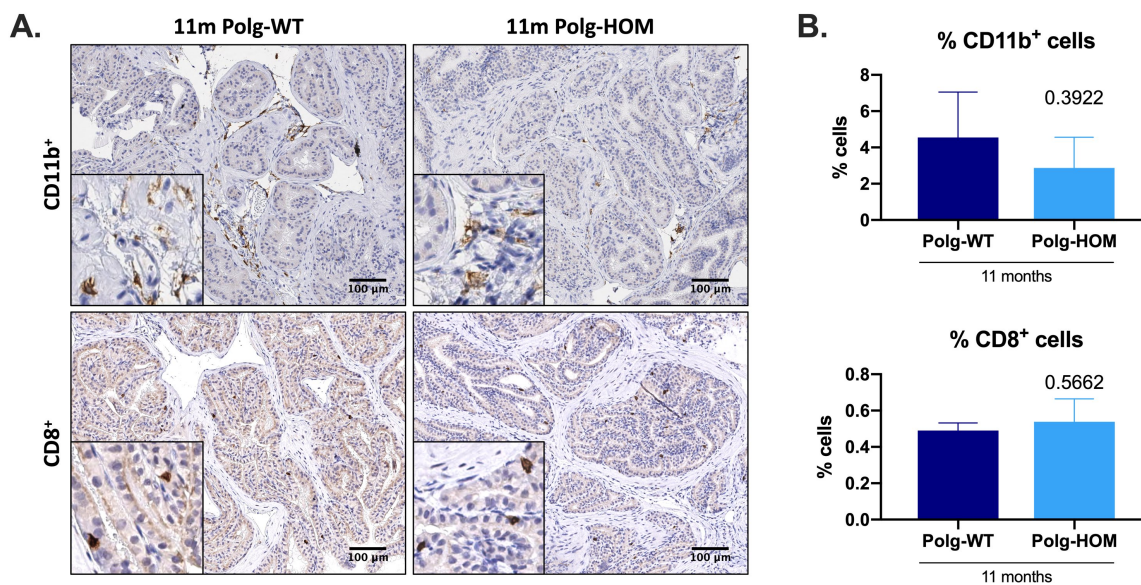 A.
11m Polg-WT
11m Polg-HOM
CD11b⁺
100 µm
100 µm
CD8⁺
100 µm
100 µm
B.
% CD11b⁺ cells
% cells
8
6
4
2
0
0.3922
Polg-WT
Polg-HOM
11 months
% CD8⁺ cells
% cells
0.8
0.6
0.4
0.2
0.0
0.5662
Polg-WT
Polg-HOM
11 months